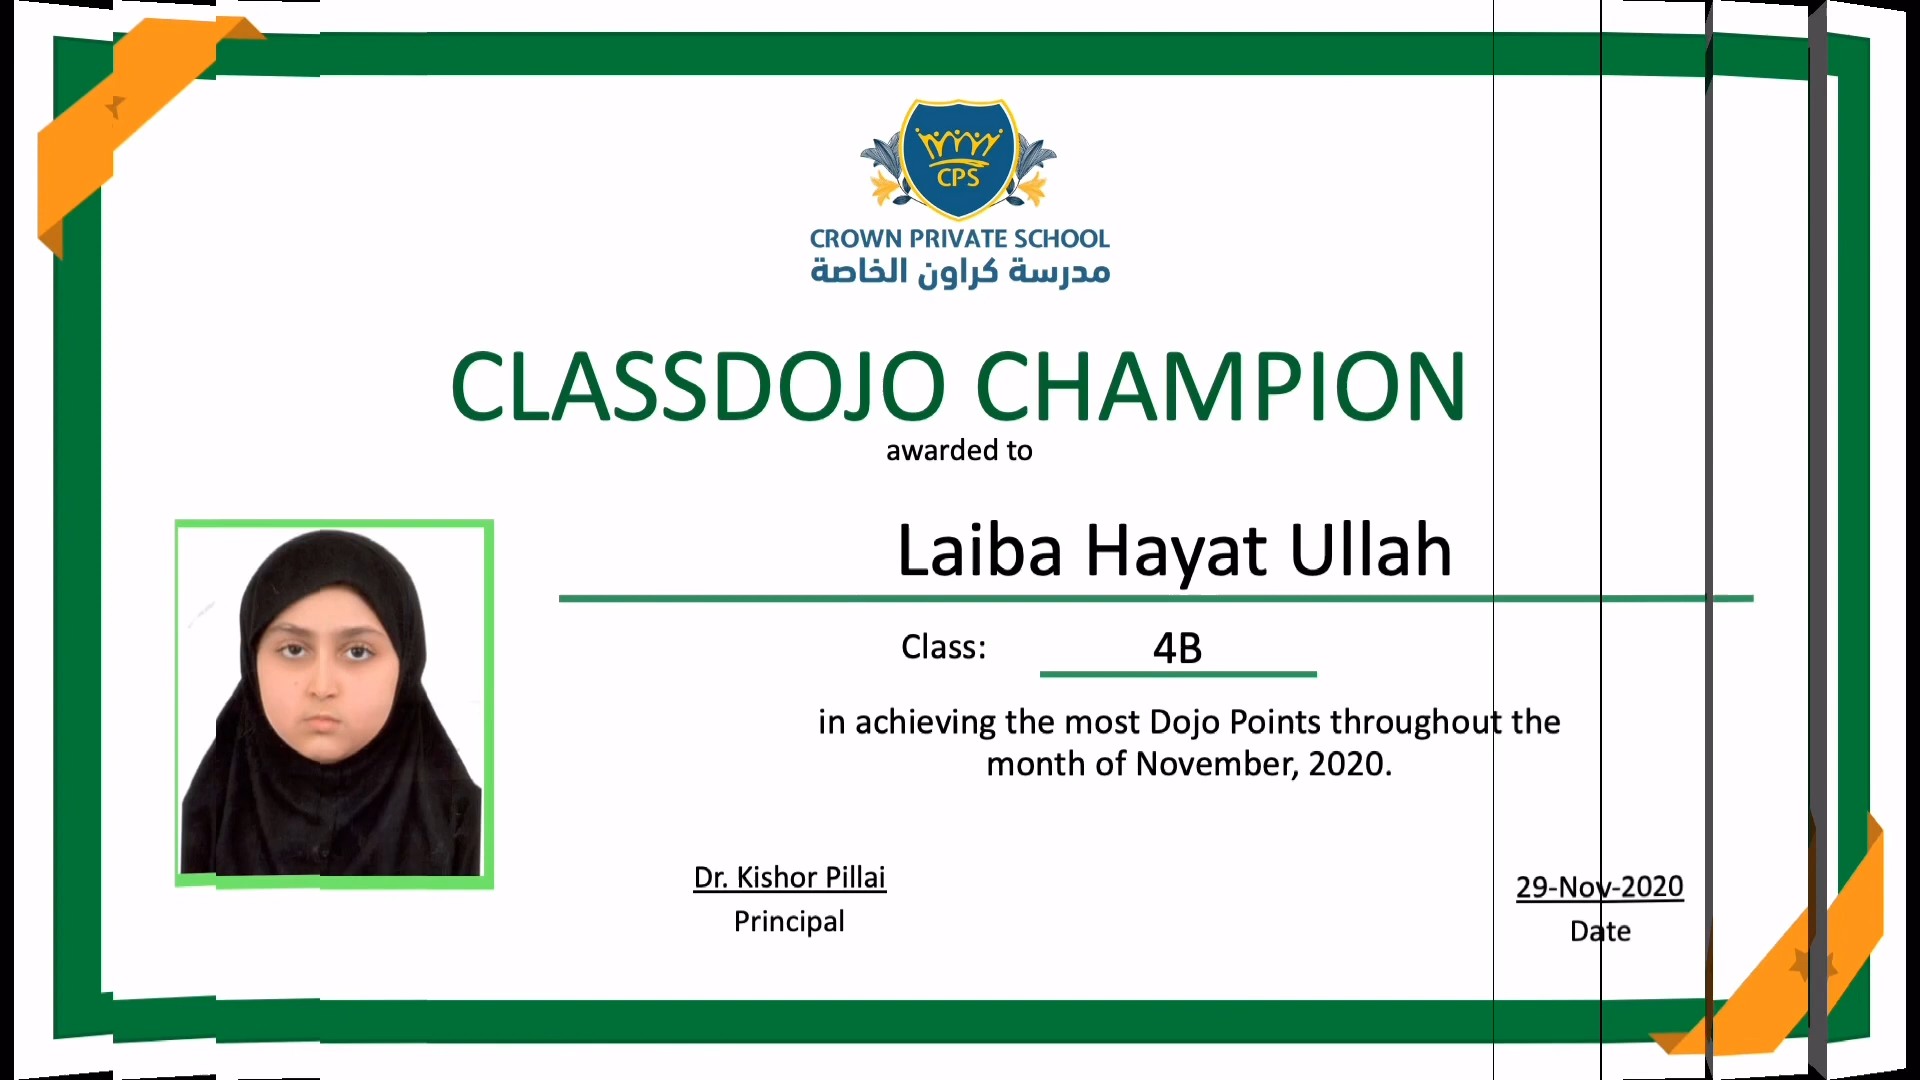 CPS
CROWN PRIVATE SCHOOL
مدرسة كراون الخاصة
CLASSDOJO CHAMPION
awarded to
Laiba Hayat Ullah
Class: 4B
in achieving the most Dojo Points throughout the
month of November, 2020.
Dr. Kishor Pillai
Principal
29-Nov-2020
Date